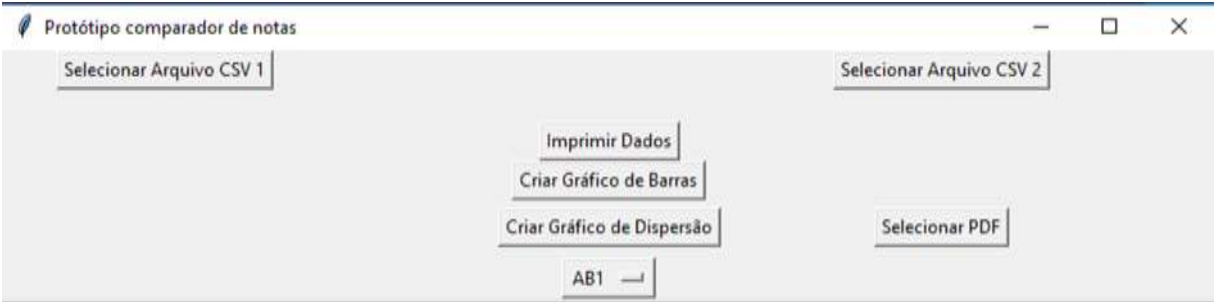 Protótipo comparador de notas
Selecionar Arquivo CSV 1
Selecionar Arquivo CSV 2
Imprimir Dados
Criar Gráfico de Barras
Criar Gráfico de Dispersão
Selecionar PDF
AB1